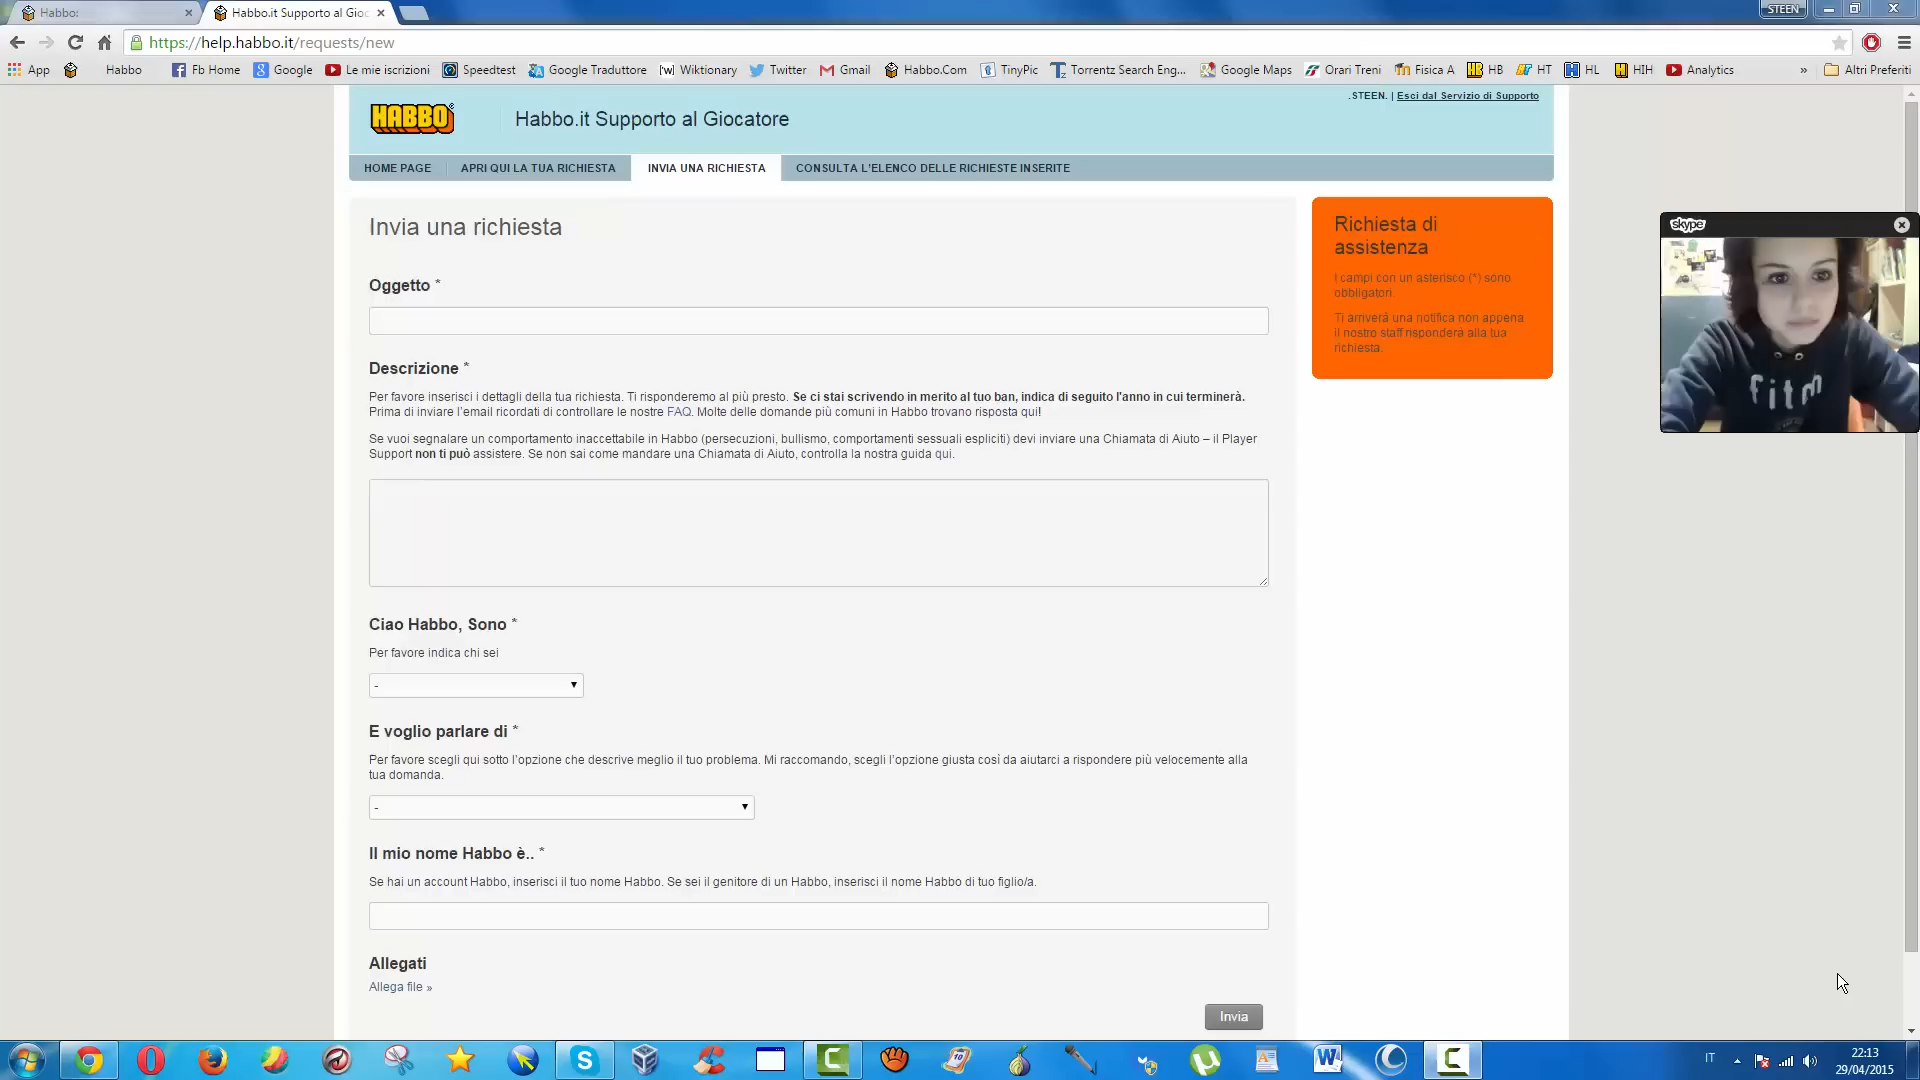 Habbo:
Habbo.it Supporto al Gioc
STEEN
https://help.habbo.it/requests/new
App
Habbo
Fb Home
Google
Le mie iscrizioni
Speedtest
Google Traduttore
Wiktionary
Twitter
Gmail
Habbo.Com
TinyPic
Torrentz Search Eng...
Google Maps
Orari Treni
Fisica A
HB
HT
HL
HIH
Analytics
»
Altri Preferiti
.STEEN. | Esci dal Servizio di Supporto
HABBO
Habbo.it Supporto al Giocatore
HOME PAGE
APRI QUI LA TUA RICHIESTA
INVIA UNA RICHIESTA
CONSULTA L'ELENCO DELLE RICHIESTE INSERITE
Invia una richiesta
Oggetto *
Descrizione *
Per favore inserisci i dettagli della tua richiesta. Ti risponderemo al più presto. Se ci stai scrivendo in merito al tuo ban, indica di seguito l'anno in cui terminerà.
Prima di inviare l'email ricordati di controllare le nostre FAQ. Molte delle domande più comuni in Habbo trovano risposta qui!
Se vuoi segnalare un comportamento inaccettabile in Habbo (persecuzioni, bullismo, comportamenti sessuali espliciti) devi inviare una Chiamata di Aiuto – il Player
Support non ti può assistere. Se non sai come mandare una Chiamata di Aiuto, controlla la nostra guida qui.
Ciao Habbo, Sono *
Per favore indica chi sei
-
E voglio parlare di *
Per favore scegli qui sotto l'opzione che descrive meglio il tuo problema. Mi raccomando, scegli l'opzione giusta così da aiutarci a rispondere più velocemente alla
tua domanda.
-
Il mio nome Habbo è.. *
Se hai un account Habbo, inserisci il tuo nome Habbo. Se sei il genitore di un Habbo, inserisci il nome Habbo di tuo figlio/a.
Allegati
Allega file »
Invia
Richiesta di
assistenza
I campi con un asterisco (*) sono
obbligatori.
Ti arriverà una notifica non appena
il nostro staff risponderà alla tua
richiesta.
skype
IT
22:13
29/04/2015